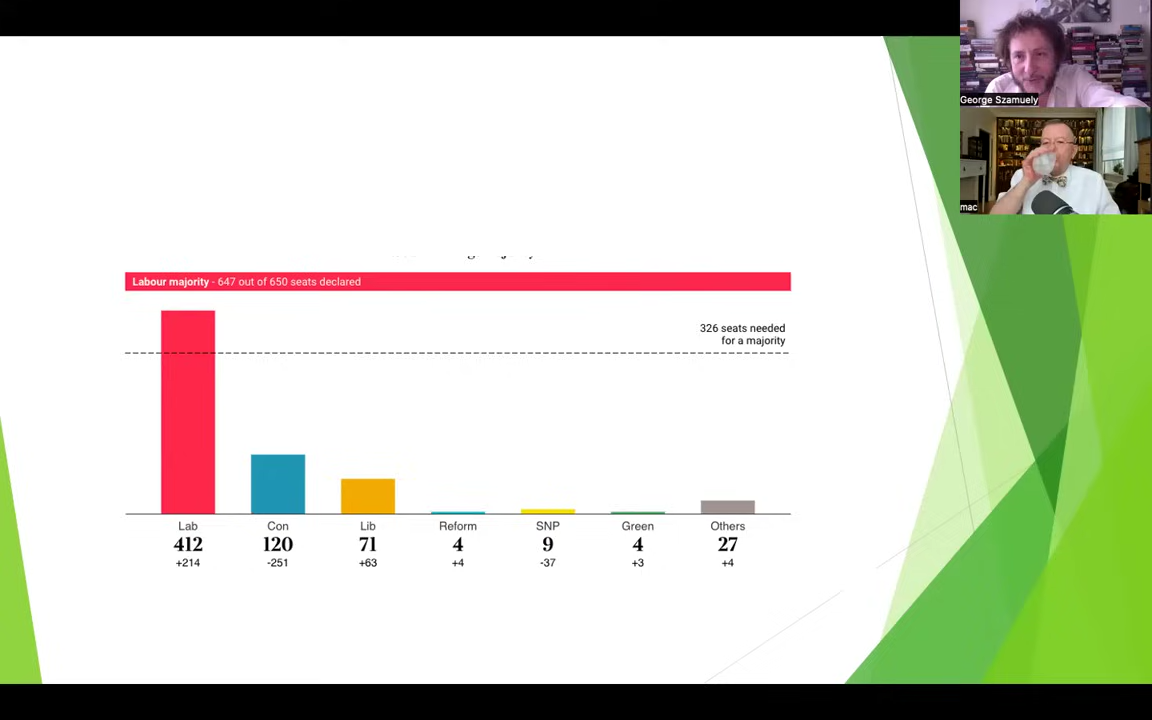 George Szamuely
mac
Labour majority - 647 out of 650 seats declared
326 seats needed
for a majority
Lab Con Lib Reform SNP Green Others
412 120 71 4 9 4 27
+214 -251 +63 +4 -37 +3 +4